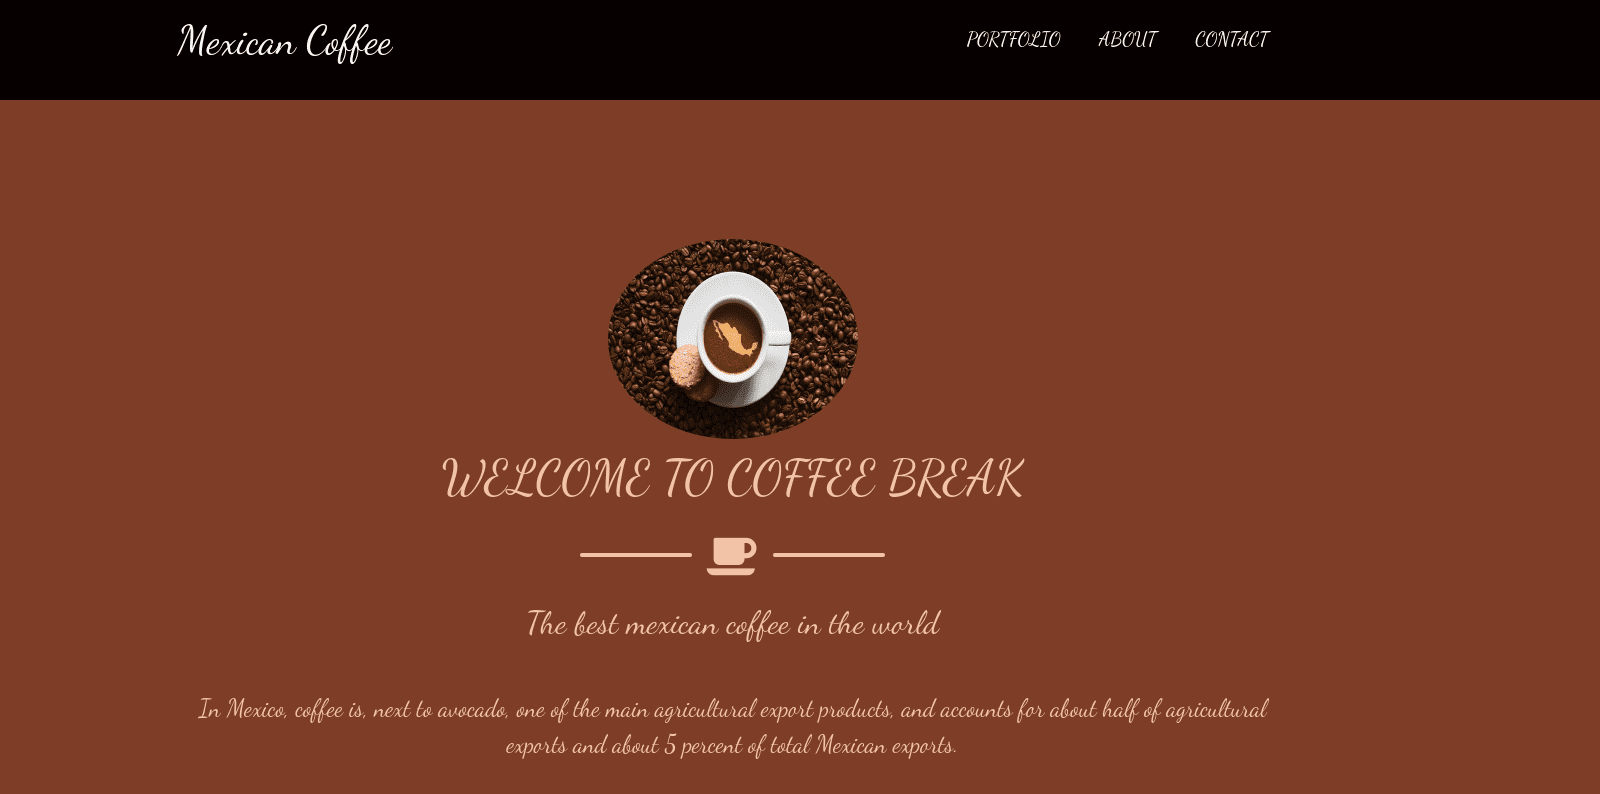 Mexican Coffee
PORTFOLIO ABOUT CONTACT
WELCOME TO COFFEE BREAK
The best mexican coffee in the world
In Mexico, coffee is, next to avocado, one of the main agricultural export products, and accounts for about half of agricultural
exports and about 5 percent of total Mexican exports.